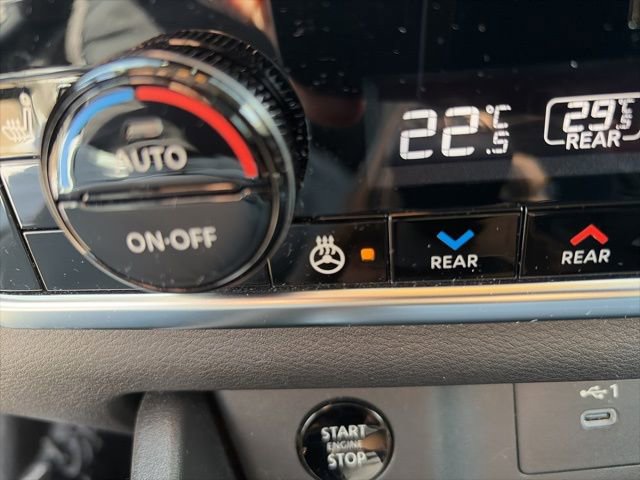 AUTO
ON·OFF
22.5°C
29.5°C
REAR
REAR
REAR
START
ENGINE
STOP
1